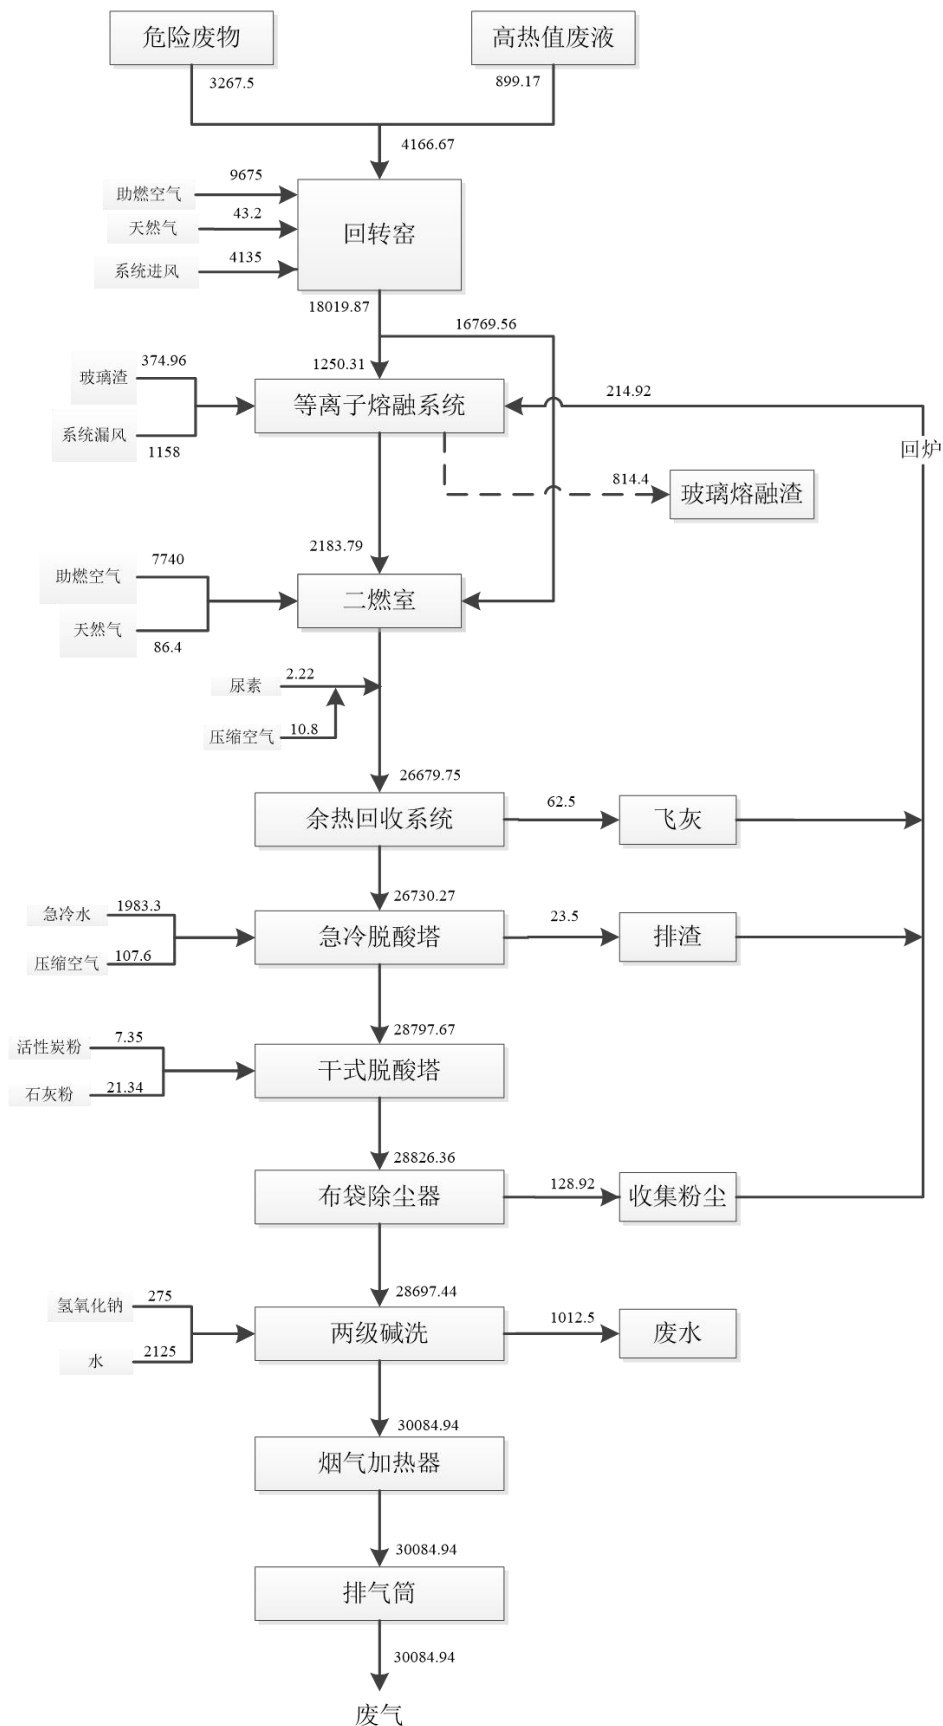 危险废物
高热值废液
3267.5
899.17
4166.67
助燃空气
9675
天然气
43.2
系统进风
4135
回转窑
18019.87
16769.56
1250.31
玻璃渣
374.96
系统漏风
1158
等离子熔融系统
214.92
回炉
814.4
玻璃熔融渣
2183.79
助燃空气
7740
天然气
86.4
二燃室
尿素
2.22
压缩空气
10.8
26679.75
余热回收系统
62.5
飞灰
26730.27
急冷水
1983.3
压缩空气
107.6
急冷脱酸塔
23.5
排渣
28797.67
活性炭粉
7.35
石灰粉
21.34
干式脱酸塔
28826.36
布袋除尘器
128.92
收集粉尘
28697.44
氢氧化钠
275
水
2125
两级碱洗
1012.5
废水
30084.94
烟气加热器
30084.94
排气筒
30084.94
废气